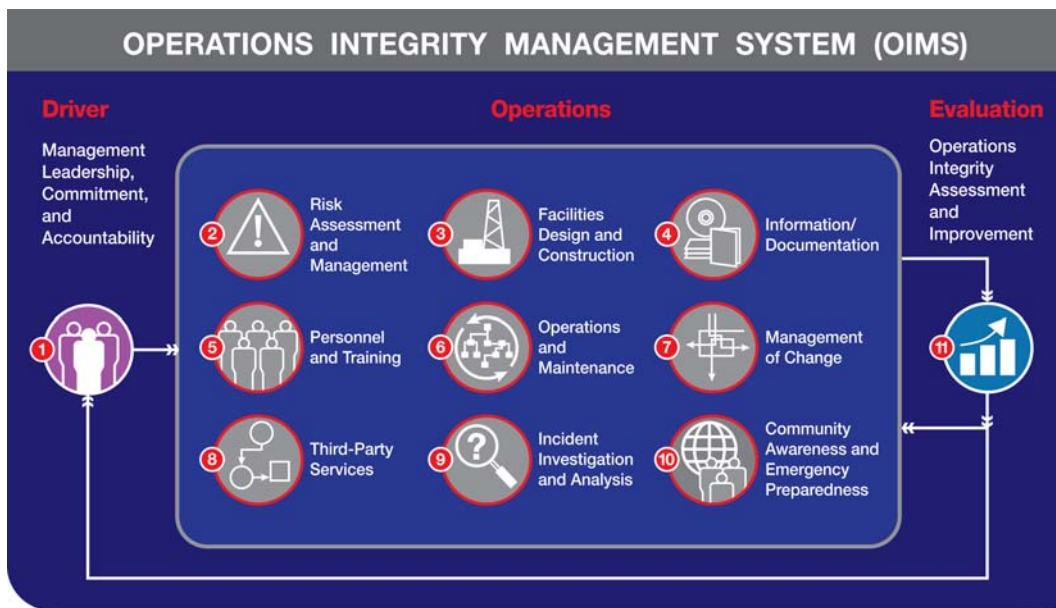 OPERATIONS INTEGRITY MANAGEMENT SYSTEM (OIMS)
Driver
Management
Leadership,
Commitment,
and
Accountability
1
Operations
2
Risk
Assessment
and
Management
3
Facilities
Design and
Construction
4
Information/
Documentation
5
Personnel
and Training
6
Operations
and
Maintenance
7
Management
of Change
8
Third-Party
Services
9
?
Incident
Investigation
and Analysis
10
Community
Awareness and
Emergency
Preparedness
Evaluation
Operations
Integrity
Assessment
and
Improvement
11